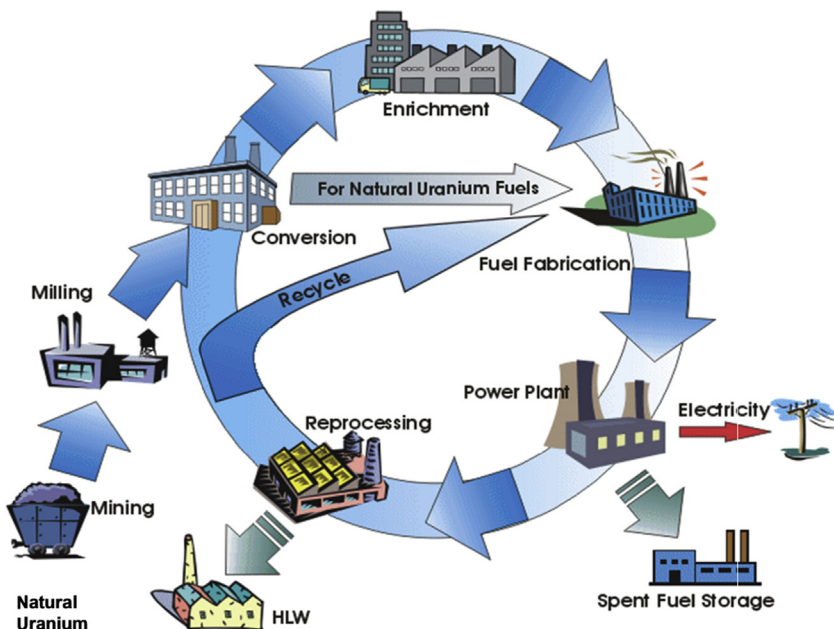 Enrichment
For Natural Uranium Fuels
Conversion
Fuel Fabrication
Recycle
Milling
Power Plant
Electricity
Reprocessing
Mining
Spent Fuel Storage
Natural
Uranium
HLW